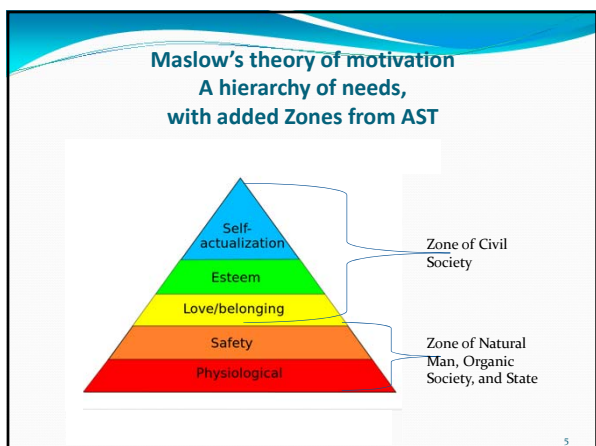 Maslow's theory of motivation
A hierarchy of needs,
with added Zones from AST
Self-
actualization
Esteem
Love/belonging
Safety
Physiological
Zone of Civil
Society
Zone of Natural
Man, Organic
Society, and State
5